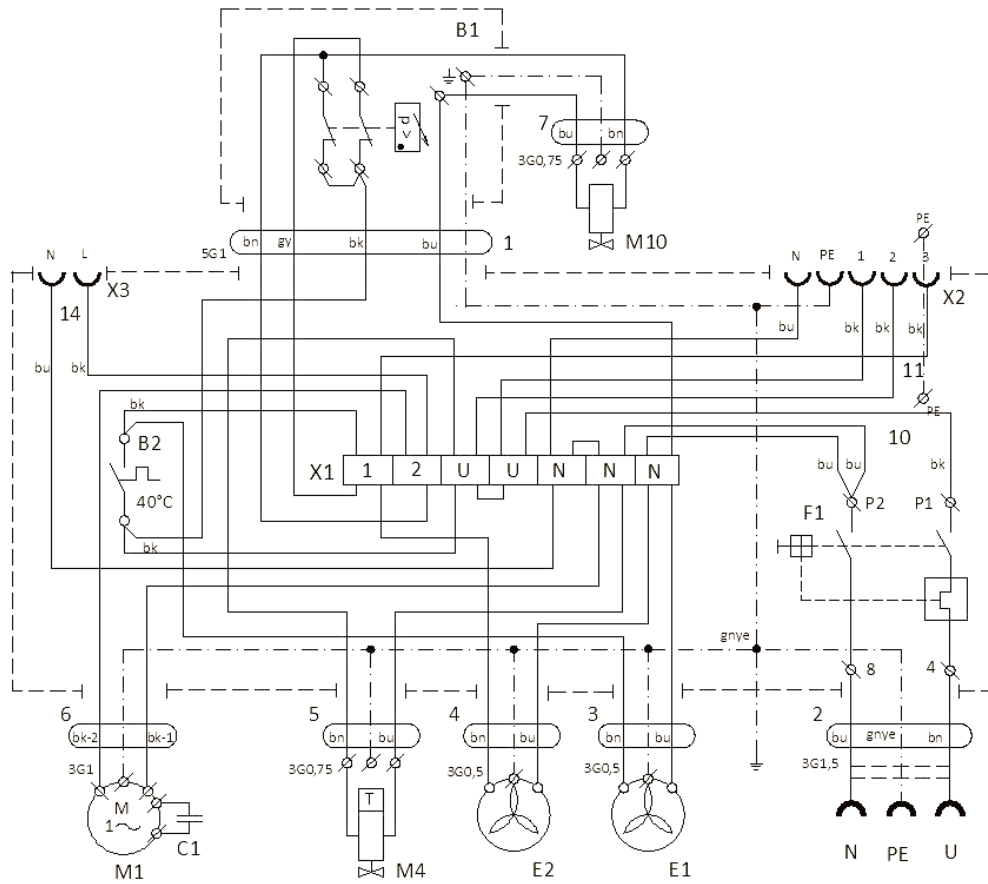 B1
d
>
7
bu
bn
3G0,75
M10
bn
gy
bk
bu
1
5G1
N
L
X3
14
bu
bk
N
PE
1
2
3
PE
X2
bu
bk
bk
bk
11
PE
10
bk
B2
40°C
bk
X1
1
2
U
U
N
N
N
bu
bu
bk
P2
P1
F1
gnye
8
4
6
bk-2
bk-1
3G1
5
bn
bu
3G0,75
4
bn
bu
3G0,5
3
bn
bu
3G0,5
2
bu
gnye
bn
3G1,5
M
1~
C1
M1
T
M4
E2
E1
N
PE
U